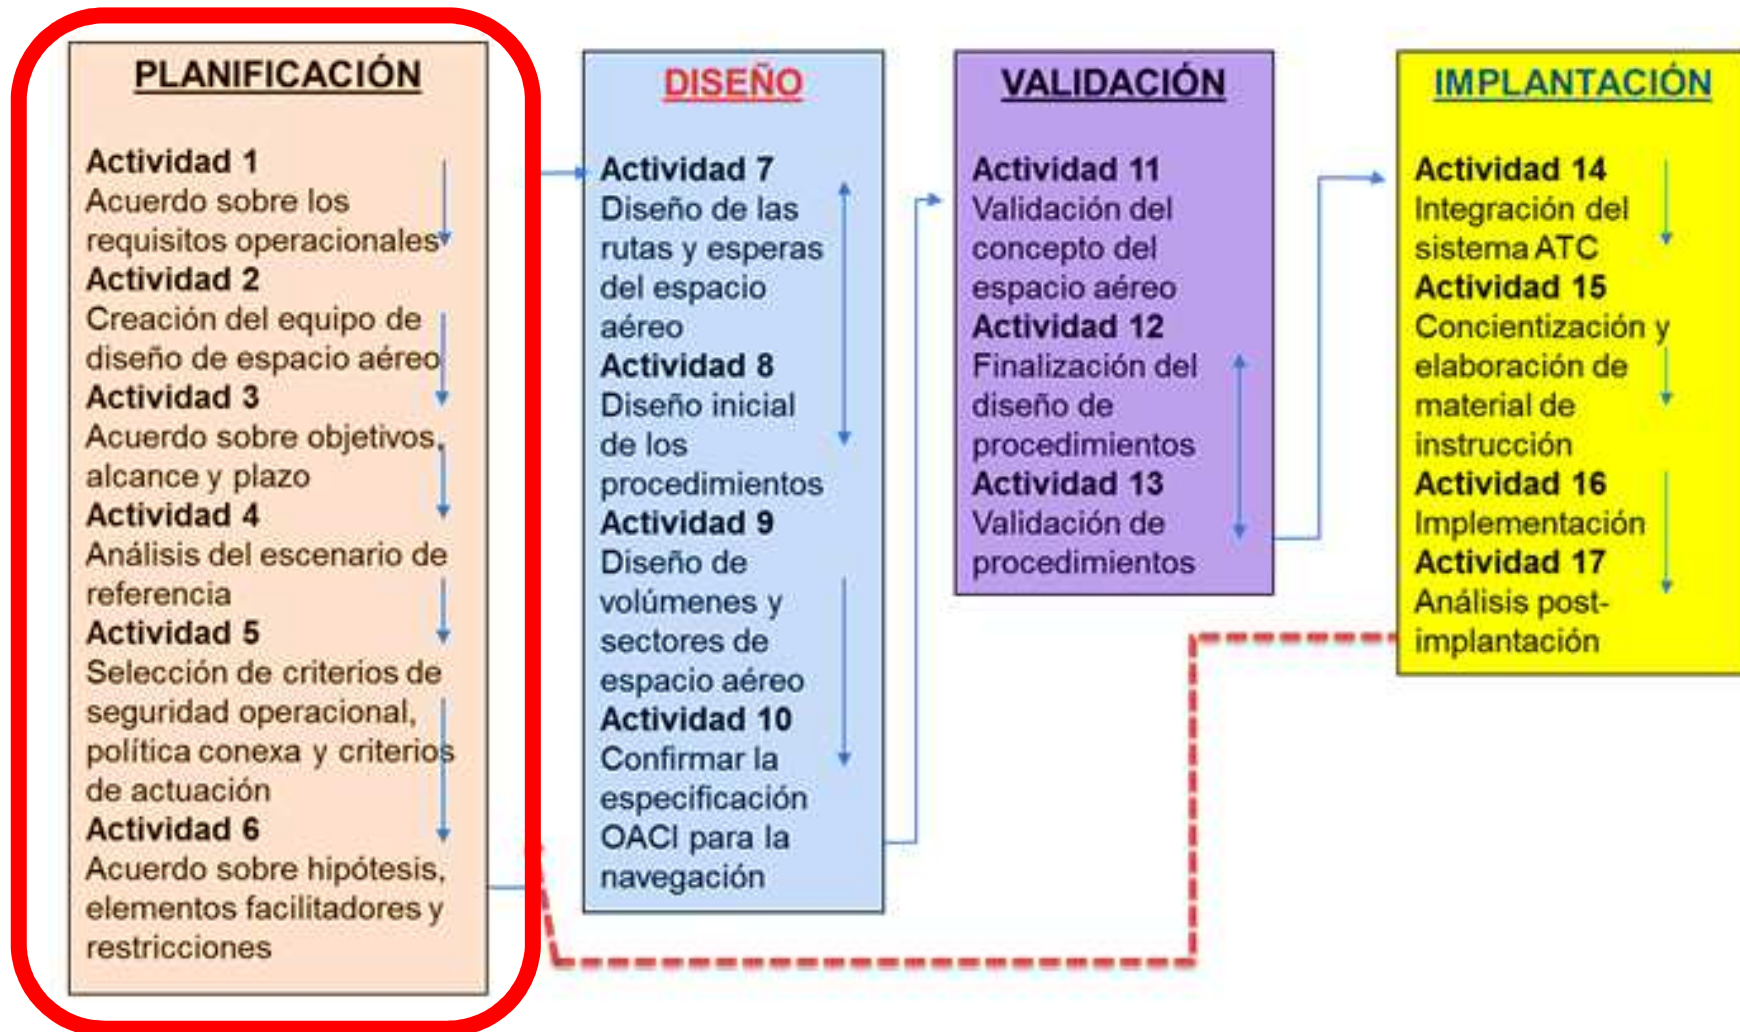 PLANIFICACIÓN
Actividad 1
Acuerdo sobre los
requisitos operacionales
Actividad 2
Creación del equipo de
diseño de espacio aéreo
Actividad 3
Acuerdo sobre objetivos,
alcance y plazo
Actividad 4
Análisis del escenario de
referencia
Actividad 5
Selección de criterios de
seguridad operacional,
política conexa y criterios
de actuación
Actividad 6
Acuerdo sobre hipótesis,
elementos facilitadores y
restricciones
DISEÑO
Actividad 7
Diseño de las
rutas y esperas
del espacio
aéreo
Actividad 8
Diseño inicial
de los
procedimientos
Actividad 9
Diseño de
volúmenes y
sectores de
espacio aéreo
Actividad 10
Confirmar la
especificación
OACI para la
navegación
VALIDACIÓN
Actividad 11
Validación del
concepto del
espacio aéreo
Actividad 12
Finalización del
diseño de
procedimientos
Actividad 13
Validación de
procedimientos
IMPLANTACIÓN
Actividad 14
Integración del
sistema ATC
Actividad 15
Concientización y
elaboración de
material de
instrucción
Actividad 16
Implementación
Actividad 17
Análisis post-
implantación